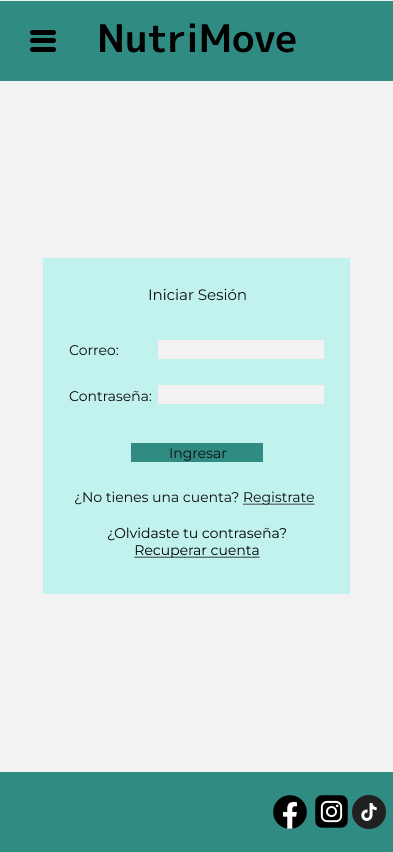 NutriMove
Iniciar Sesión
Correo:
Contraseña:
Ingresar
¿No tienes una cuenta? Registrate
¿Olvidaste tu contraseña?
Recuperar cuenta